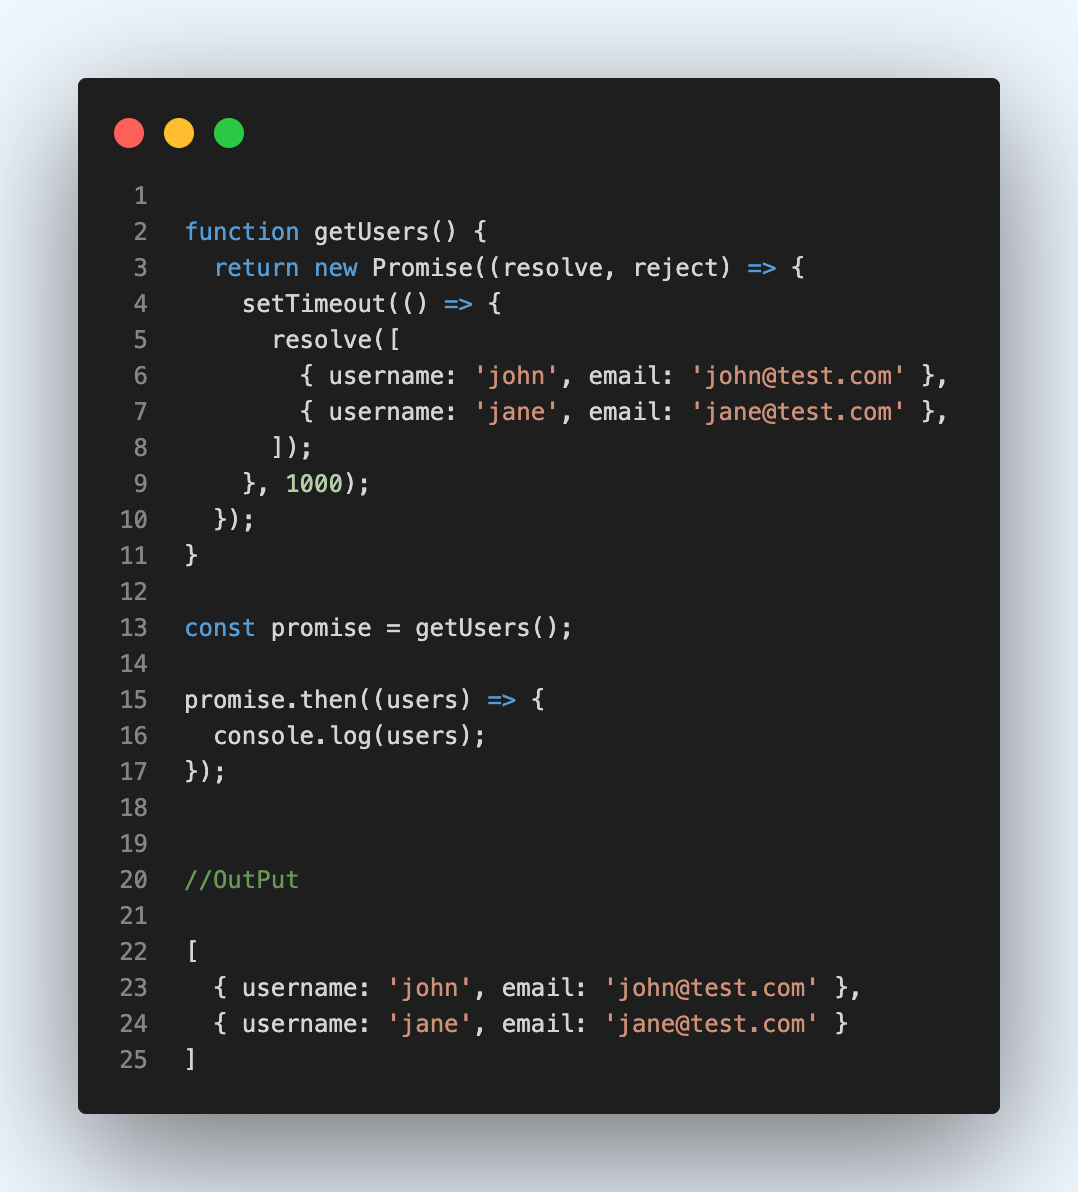 1
2 function getUsers() {
3   return new Promise((resolve, reject) => {
4     setTimeout(() => {
5       resolve([
6         { username: 'john', email: 'john@test.com' },
7         { username: 'jane', email: 'jane@test.com' },
8       ]);
9     }, 1000);
10   });
11 }
12
13 const promise = getUsers();
14
15 promise.then((users) => {
16   console.log(users);
17 });
18
19
20 //OutPut
21
22 [
23   { username: 'john', email: 'john@test.com' },
24   { username: 'jane', email: 'jane@test.com' }
25 ]